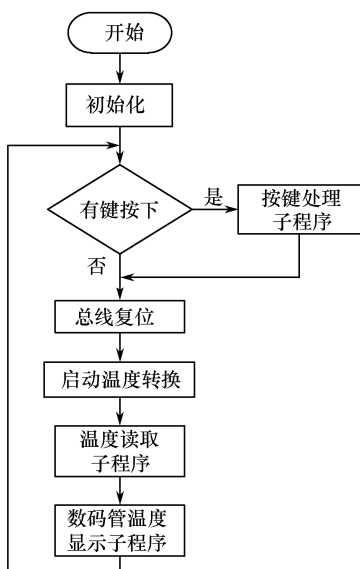 开始
初始化
有键按下
是
按键处理
子程序
否
总线复位
启动温度转换
温度读取
子程序
数码管温度
显示子程序